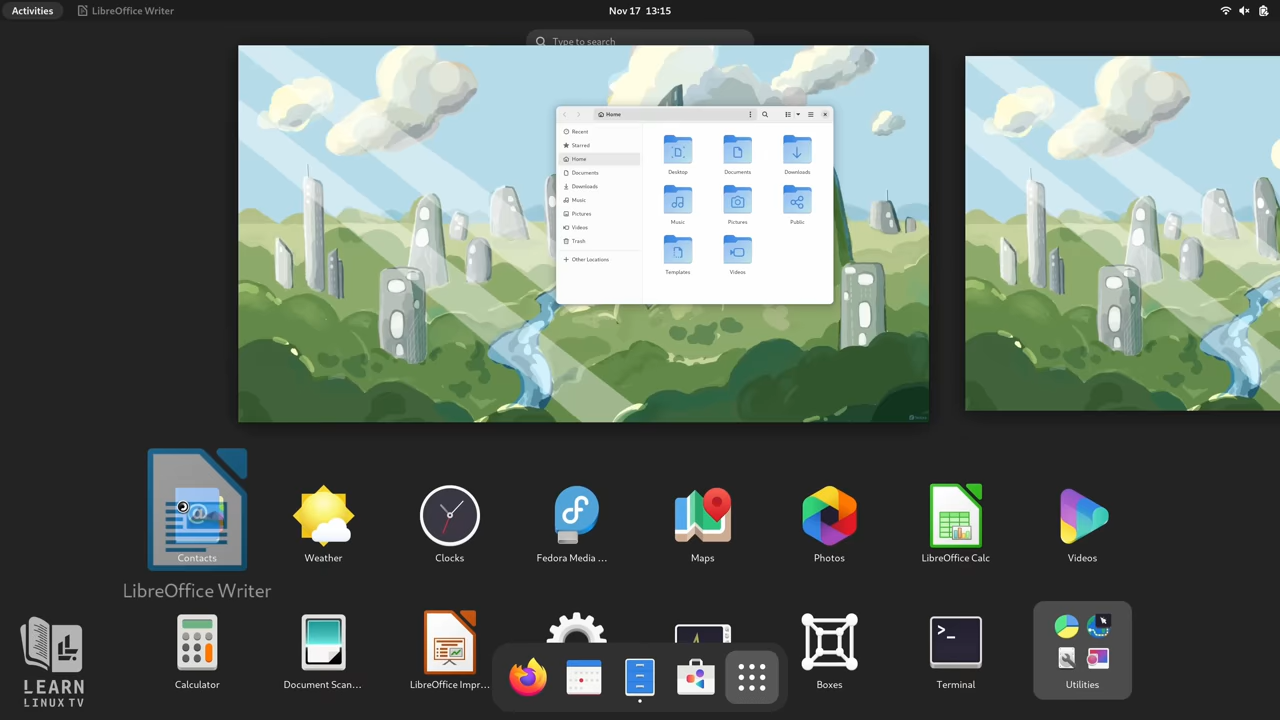 Activities
LibreOffice Writer
Nov 17 13:15
Type to search
Home
Recent
Starred
Home
Documents
Downloads
Music
Pictures
Videos
Trash
Other Locations
Desktop
Documents
Downloads
Music
Pictures
Public
Templates
Videos
Contacts
Weather
Clocks
Fedora Media ...
Maps
Photos
LibreOffice Calc
Videos
LibreOffice Writer
Calculator
Document Scan...
LibreOffice Impr...
Boxes
Terminal
Utilities
LEARN
LINUX TV